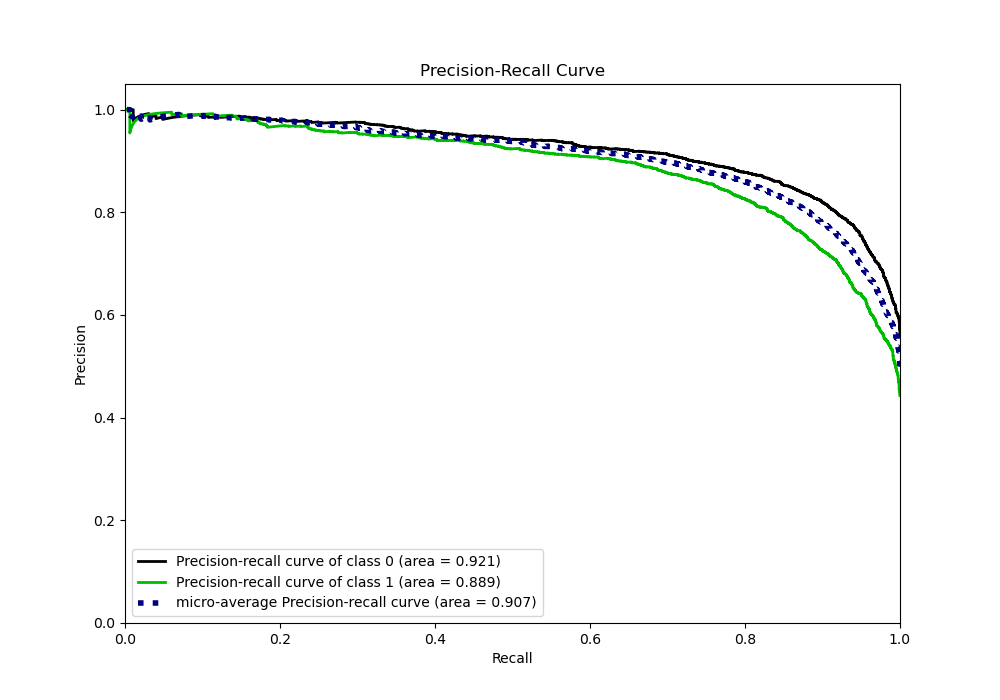 Precision-Recall Curve
1.0
0.8
0.6
0.4
0.2
0.0
Precision
Precision-recall curve of class 0 (area = 0.921)
Precision-recall curve of class 1 (area = 0.889)
micro-average Precision-recall curve (area = 0.907)
0.0 0.2 0.4 0.6 0.8 1.0
Recall